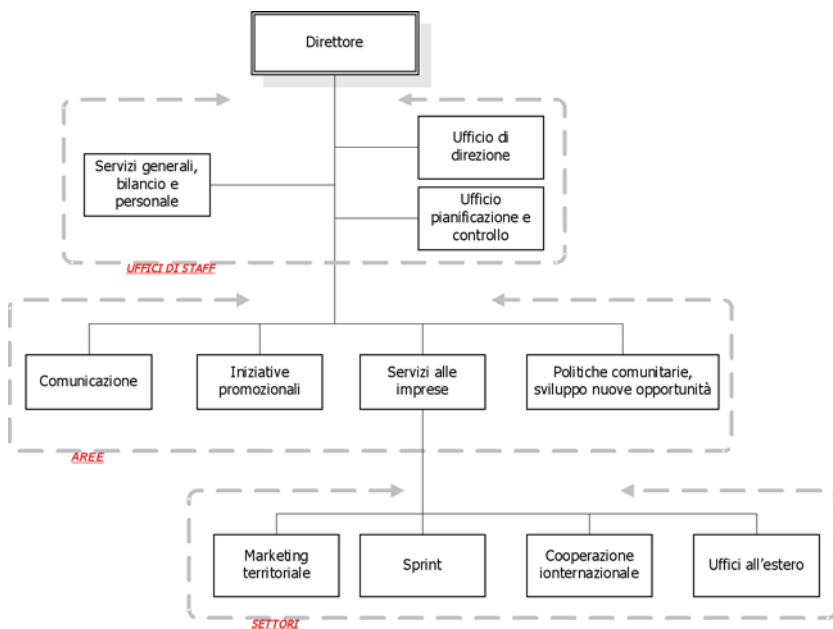 Direttore
Ufficio di
direzione
Servizi generali,
bilancio e
personale
Ufficio
pianificazione e
controllo
UFFICI DI STAFF
Comunicazione
Iniziative
promozionali
Servizi alle
imprese
Politiche comunitarie,
sviluppo nuove opportunità
AREE
Marketing
territoriale
Sprint
Cooperazione
ionternazionale
Uffici all'estero
SETTORI